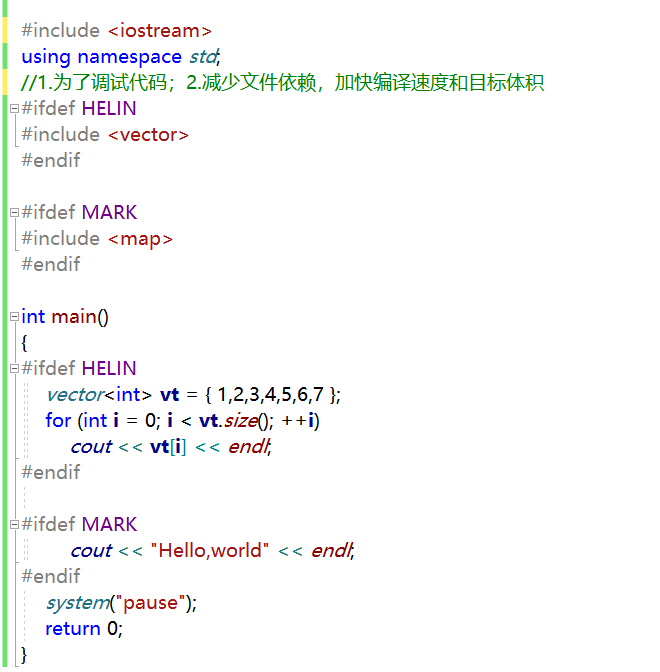 #include <iostream>
using namespace std;
//1.为了调试代码；2.减少文件依赖，加快编译速度和目标体积
#ifdef HELIN
#include <vector>
#endif
#ifdef MARK
#include <map>
#endif
int main()
{
#ifdef HELIN
vector<int> vt = { 1,2,3,4,5,6,7 };
for (int i = 0; i < vt.size(); ++i)
cout << vt[i] << endl;
#endif
#ifdef MARK
cout << "Hello,world" << endl;
#endif
system("pause");
return 0;
}